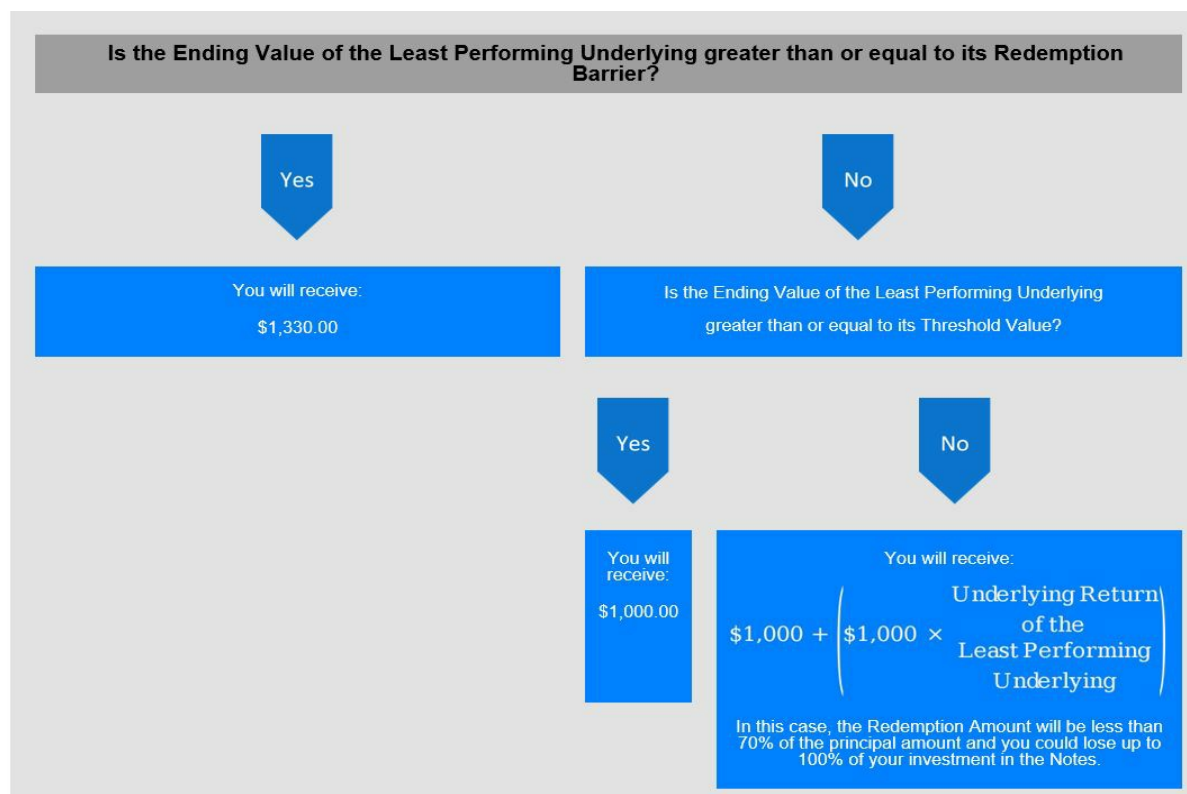 Is the Ending Value of the Least Performing Underlying greater than or equal to its Redemption
Barrier?
Yes
No
You will receive:
$1,330.00
Is the Ending Value of the Least Performing Underlying
greater than or equal to its Threshold Value?
Yes
No
You will
receive:
$1,000.00
You will receive:
$1,000 + ($1,000 × Underlying Return
of the
Least Performing
Underlying)
In this case, the Redemption Amount will be less than
70% of the principal amount and you could lose up to
100% of your investment in the Notes.